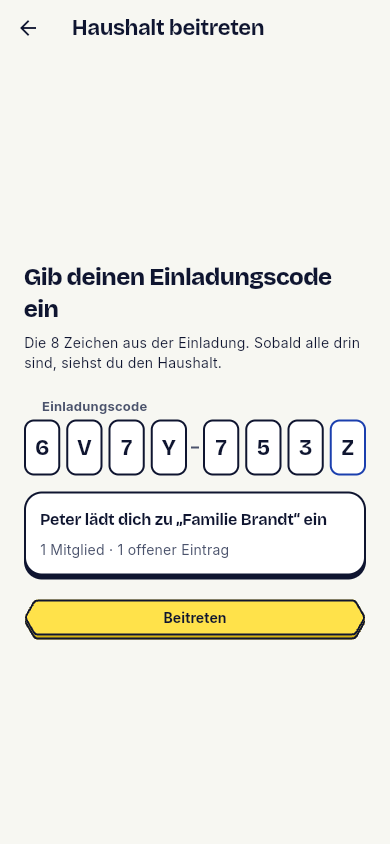 Haushalt beitreten
Gib deinen Einladungscode
ein
Die 8 Zeichen aus der Einladung. Sobald alle drin
sind, siehst du den Haushalt.
Einladungscode
6 V 7 Y - 7 5 3 Z
Peter lädt dich zu „Familie Brandt“ ein
1 Mitglied · 1 offener Eintrag
Beitreten